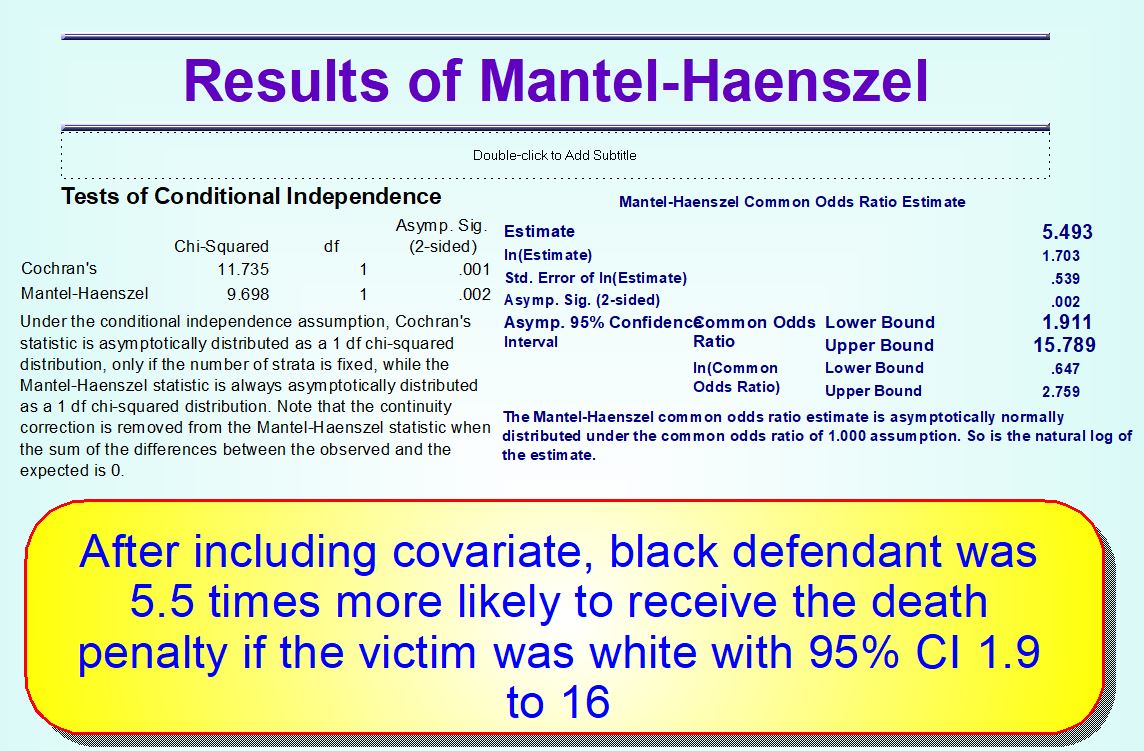 Results of Mantel-Haenszel
Double-click to Add Subtitle
Tests of Conditional Independence
Asymp. Sig.
Chi-Squared df (2-sided)
Cochran's 11.735 1 .001
Mantel-Haenszel 9.698 1 .002
Under the conditional independence assumption, Cochran's
statistic is asymptotically distributed as a 1 df chi-squared
distribution, only if the number of strata is fixed, while the
Mantel-Haenszel statistic is always asymptotically distributed
as a 1 df chi-squared distribution. Note that the continuity
correction is removed from the Mantel-Haenszel statistic when
the sum of the differences between the observed and the
expected is 0.
Mantel-Haenszel Common Odds Ratio Estimate
Estimate 5.493
ln(Estimate) 1.703
Std. Error of ln(Estimate) .539
Asymp. Sig. (2-sided) .002
Asymp. 95% Confidence Common Odds Lower Bound 1.911
Interval Ratio Upper Bound 15.789
ln(Common Lower Bound .647
Odds Ratio) Upper Bound 2.759
The Mantel-Haenszel common odds ratio estimate is asymptotically normally
distributed under the common odds ratio of 1.000 assumption. So is the natural log of
the estimate.
After including covariate, black defendant was
5.5 times more likely to receive the death
penalty if the victim was white with 95% CI 1.9
to 16